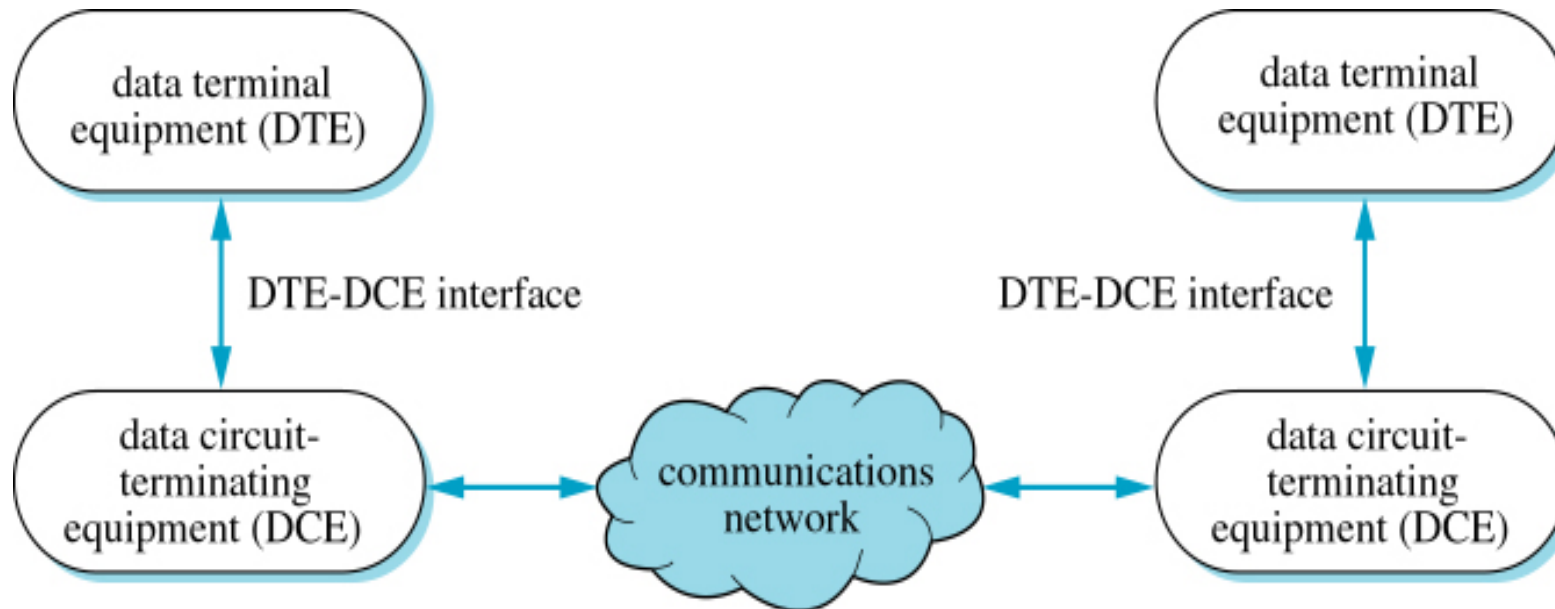 data terminal
equipment (DTE)
data terminal
equipment (DTE)
DTE-DCE interface
DTE-DCE interface
data circuit-
terminating
equipment (DCE)
communications
network
data circuit-
terminating
equipment (DCE)